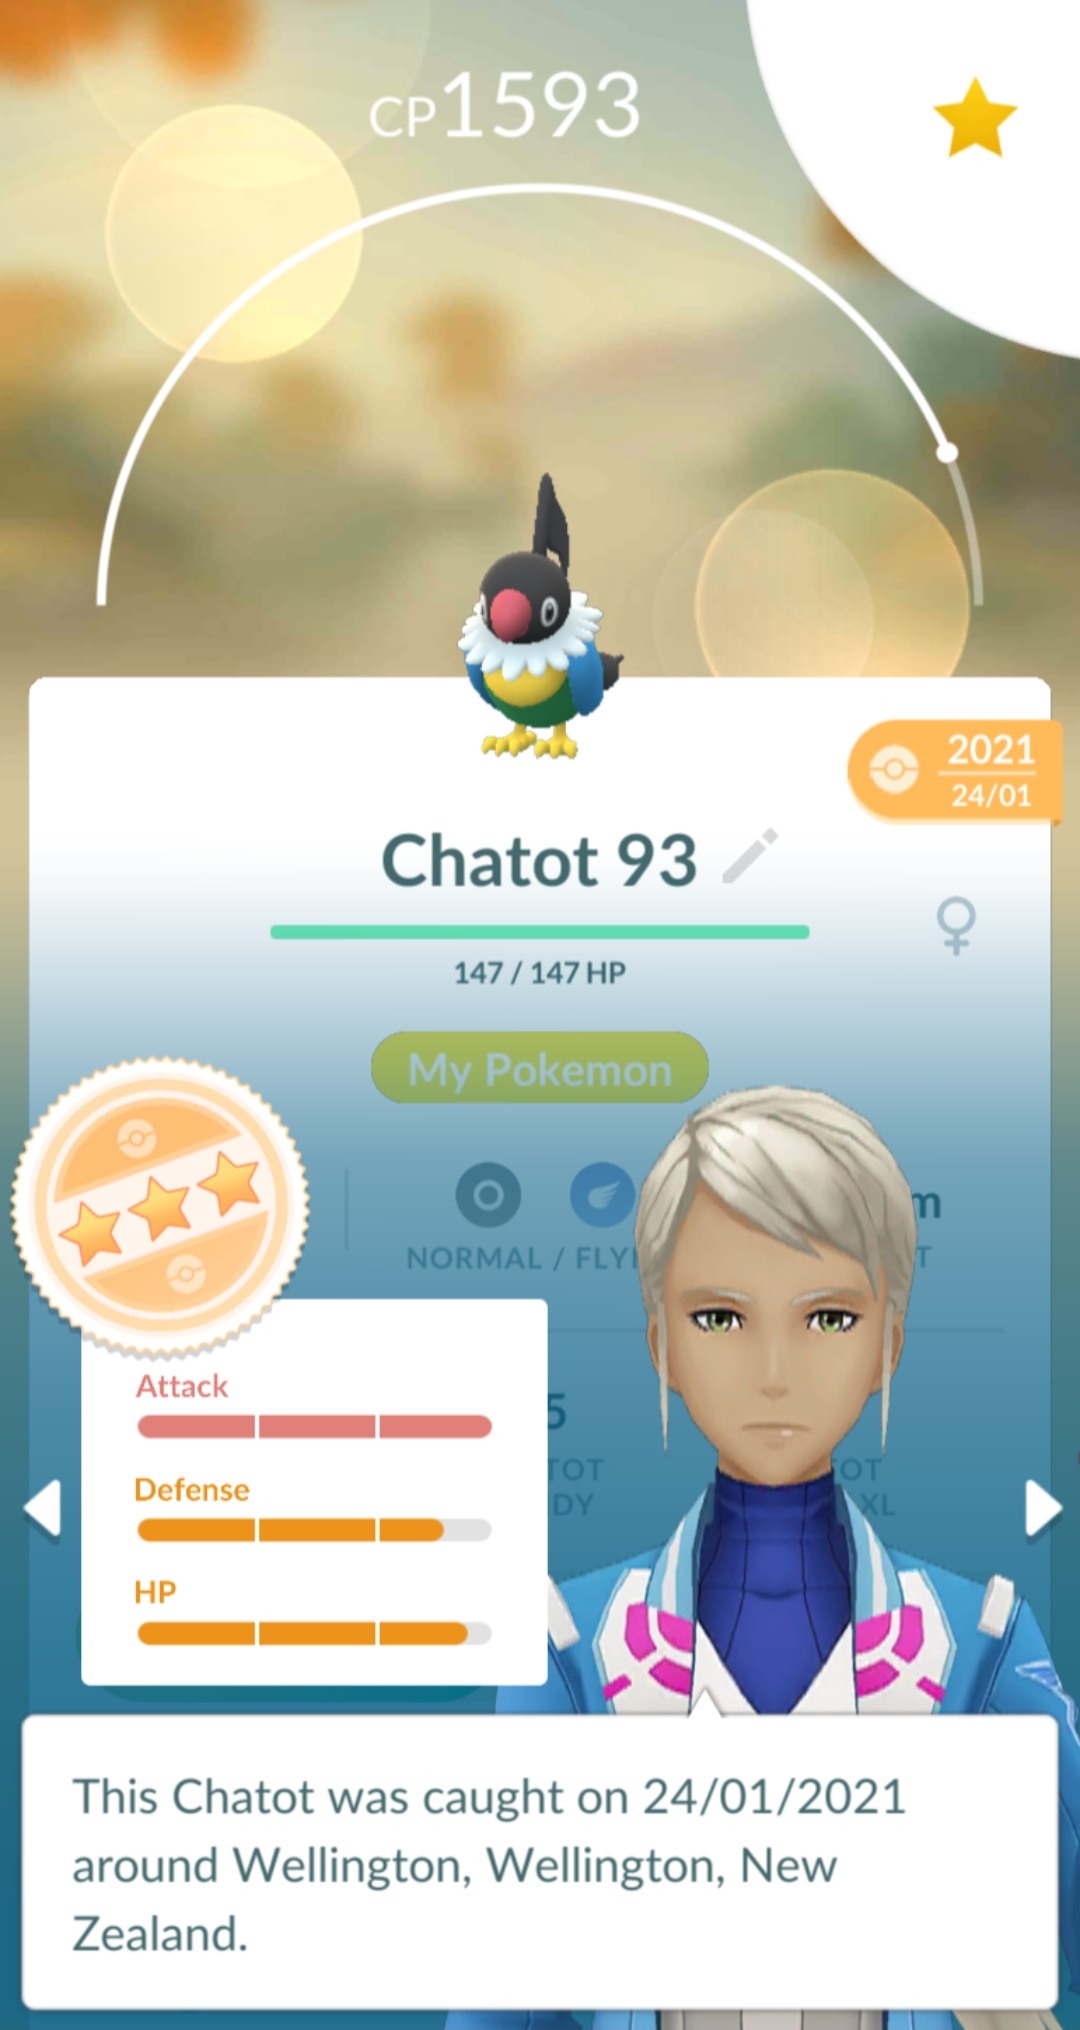 CP1593
2021
24/01
Chatot 93
147 / 147 HP
My Pokemon
NORMAL /
Attack
Defense
HP
XL
This Chatot was caught on 24/01/2021
around Wellington, Wellington, New
Zealand.